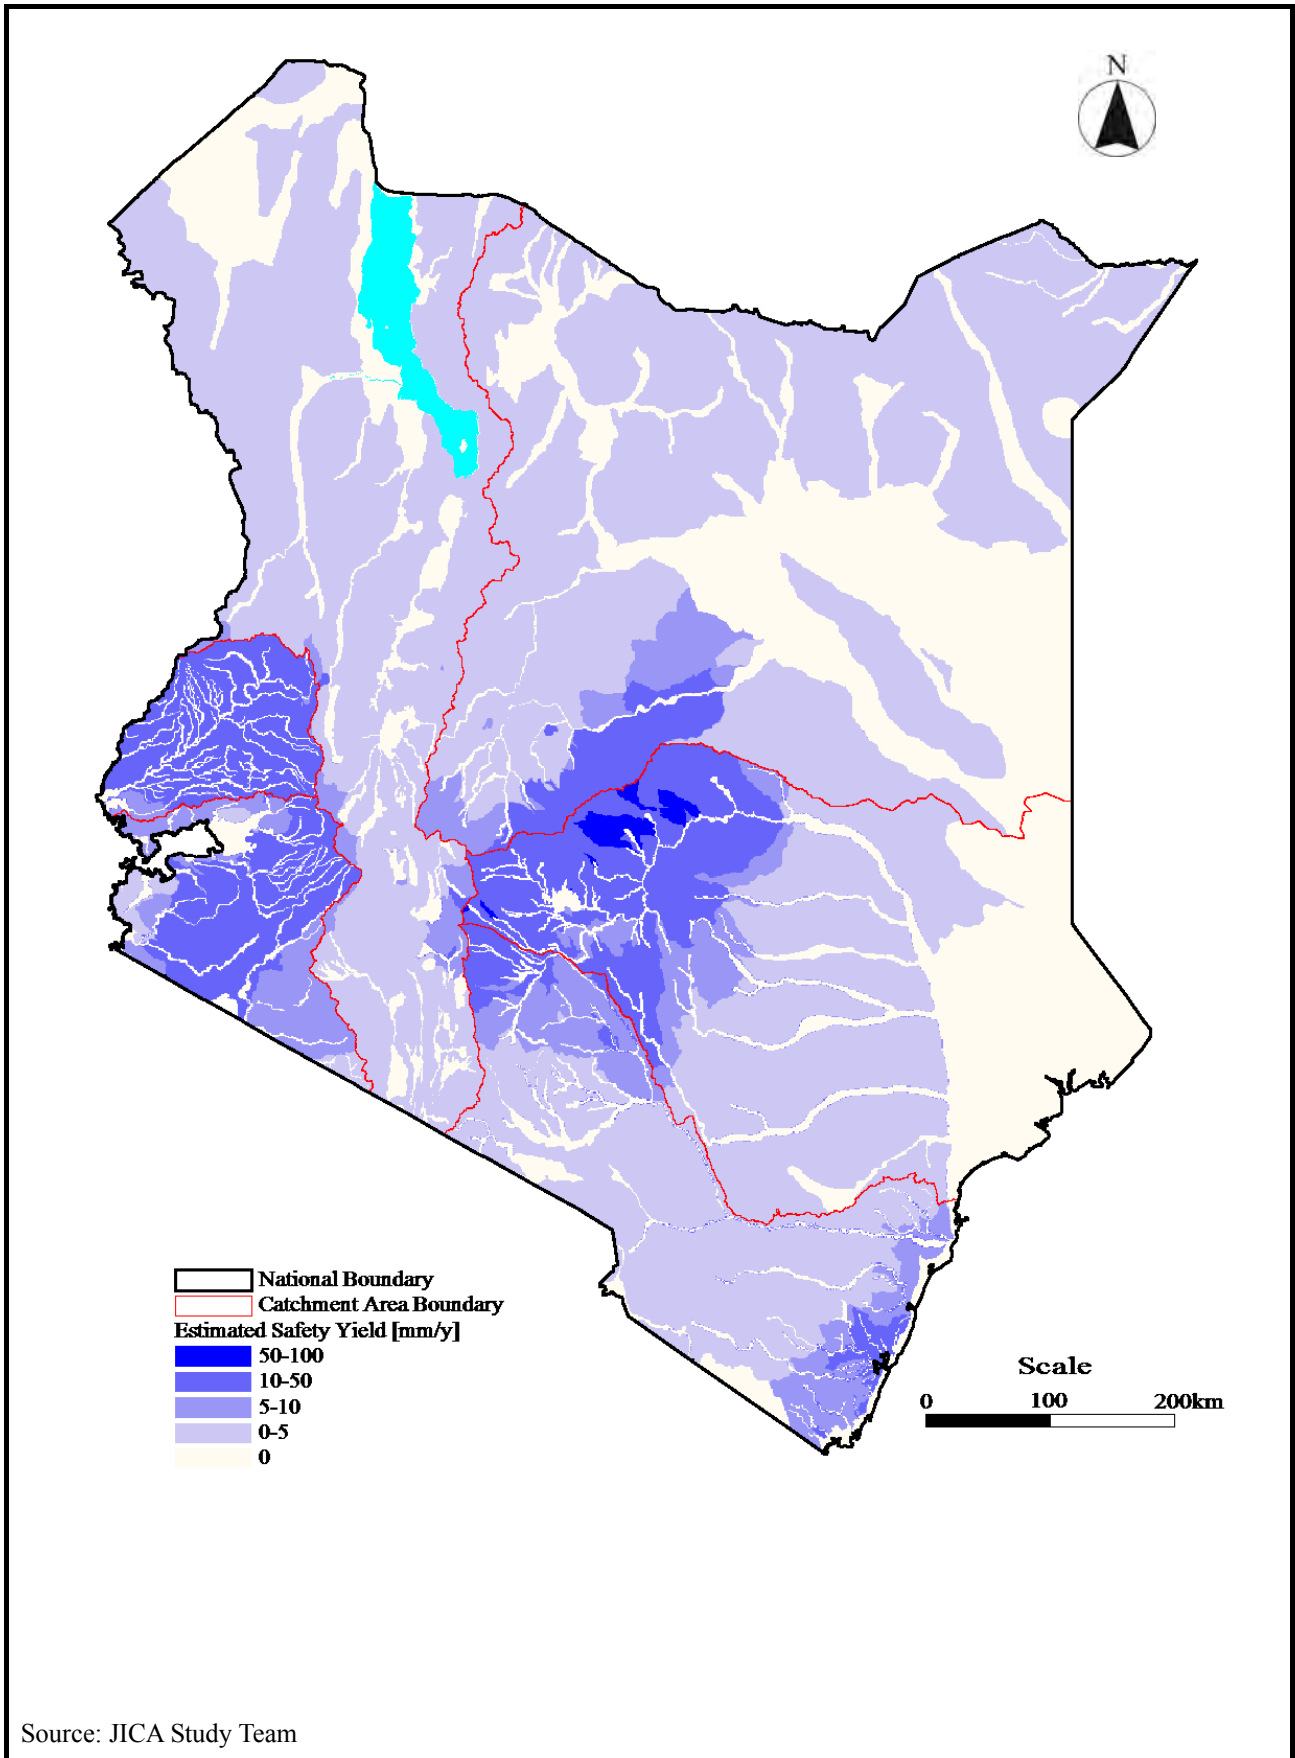 N
National Boundary
Catchment Area Boundary
Estimated Safety Yield [mm/y]
50-100
10-50
5-10
0-5
0
Scale
0 100 200km
Source: JICA Study Team